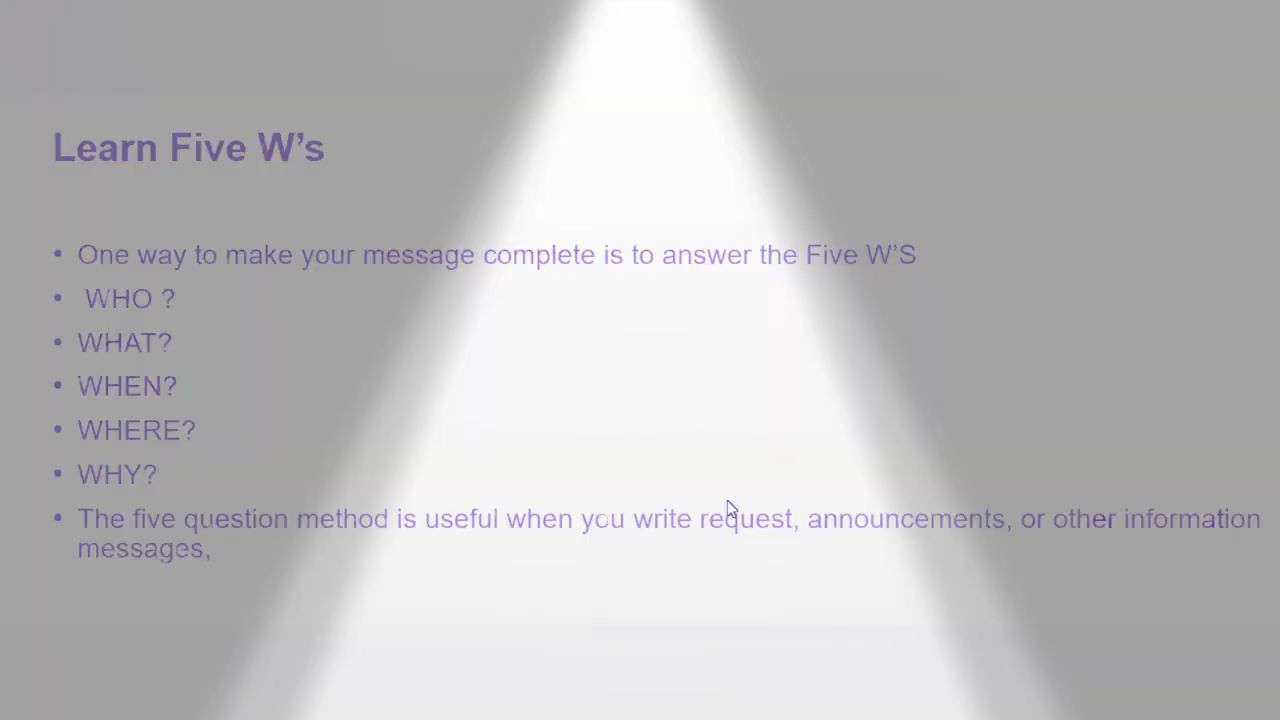 Learn Five W’s
• One way to make your message complete is to answer the Five W’S
• WHO ?
• WHAT?
• WHEN?
• WHERE?
• WHY?
• The five question method is useful when you write request, announcements, or other information
messages,